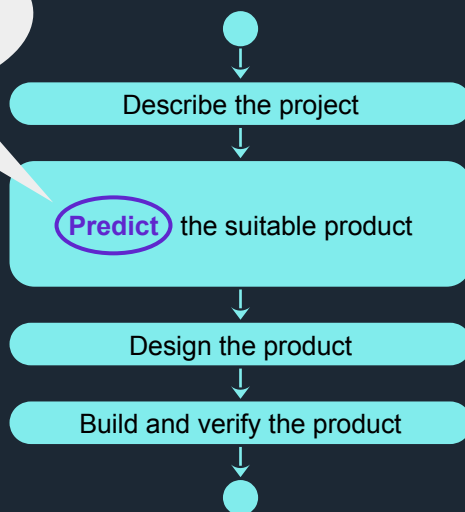 Describe the project
Predict the suitable product
Design the product
Build and verify the product